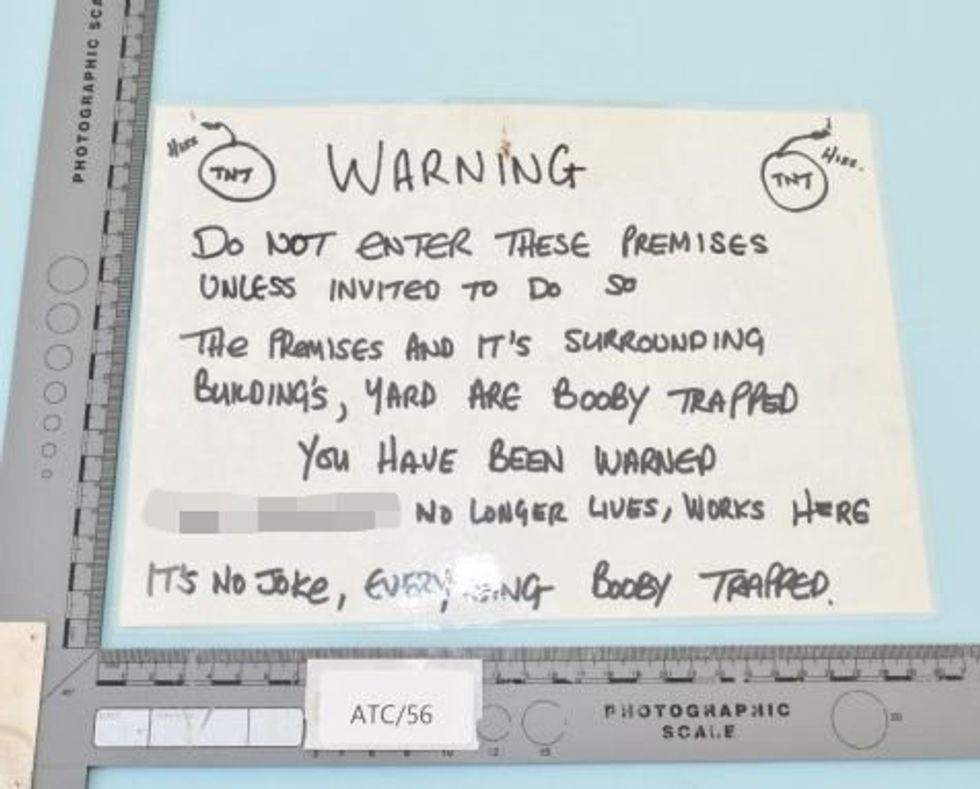 PHOTOGRAPHIC SCA
Hiss
TNT
WARNING
TNT
Hiss.
DO NOT ENTER THESE PREMISES
UNLESS INVITED TO DO SO
THE PREMISES AND IT'S SURROUNDING
BUILDING'S, YARD ARE BOOBY TRAPPED
YOU HAVE BEEN WARNED
NO LONGER LIVES, WORKS HERE
IT'S NO JOKE, BOOBY TRAPPED.
ATC/56
PHOTOGRAPHIC
SCALE